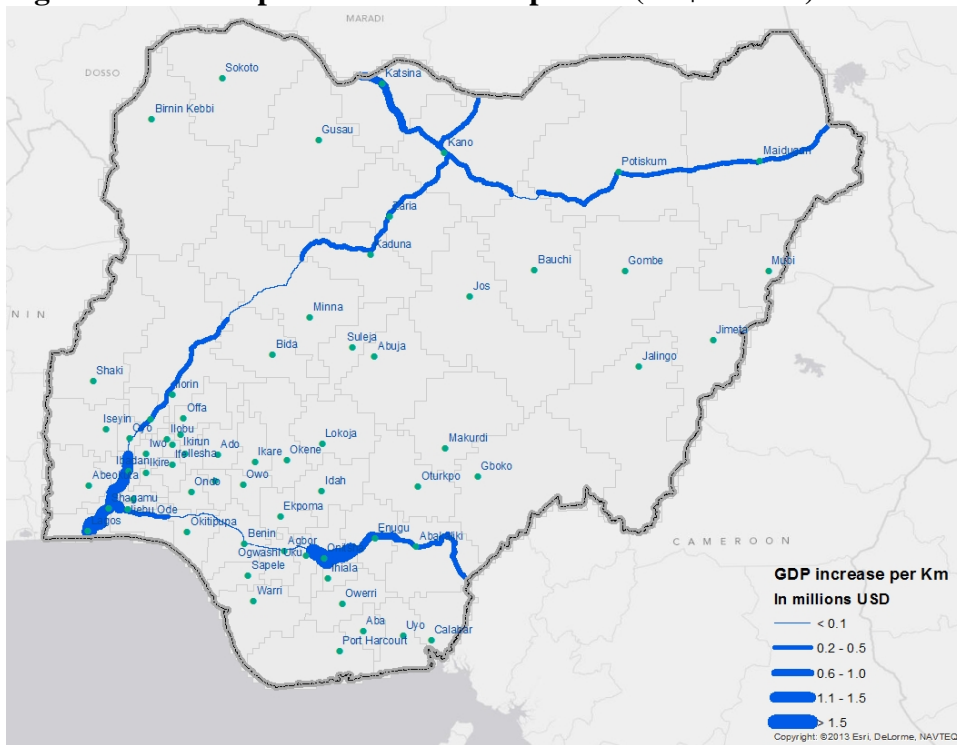 MARADI
DOSSO
Sokoto
Katsina
Birnin Kebbi
Gusau
Kano
Potiskum
Maiduguri
Zaria
Kaduna
Bauchi
Gombe
Mubi
Jos
Minna
Suleja
Abuja
Bida
Jimeta
Jalingo
Shaki
Ilorin
Offa
Iseyin
Oyo
Ilobu
Iwo
Ikirun
Ife
Ilesha
Ado
Ikare
Okene
Lokoja
Makurdi
Gboko
Oturkpo
Ibadan
Ikire
Abeokuta
Ondo
Owo
Idah
Shagamu
Ijebu Ode
Ekpoma
Lagos
Okitipupa
Benin
Agbor
Enugu
Abakaliki
Ogwashi Uku
Sapele
Ihiala
Warri
Owerri
Aba
Uyo
Calabar
Port Harcourt
CAMEROON
GDP increase per Km
In millions USD
< 0.1
0.2 - 0.5
0.6 - 1.0
1.1 - 1.5
> 1.5
Copyright: ©2013 Esri, DeLorme, NAVTEQ